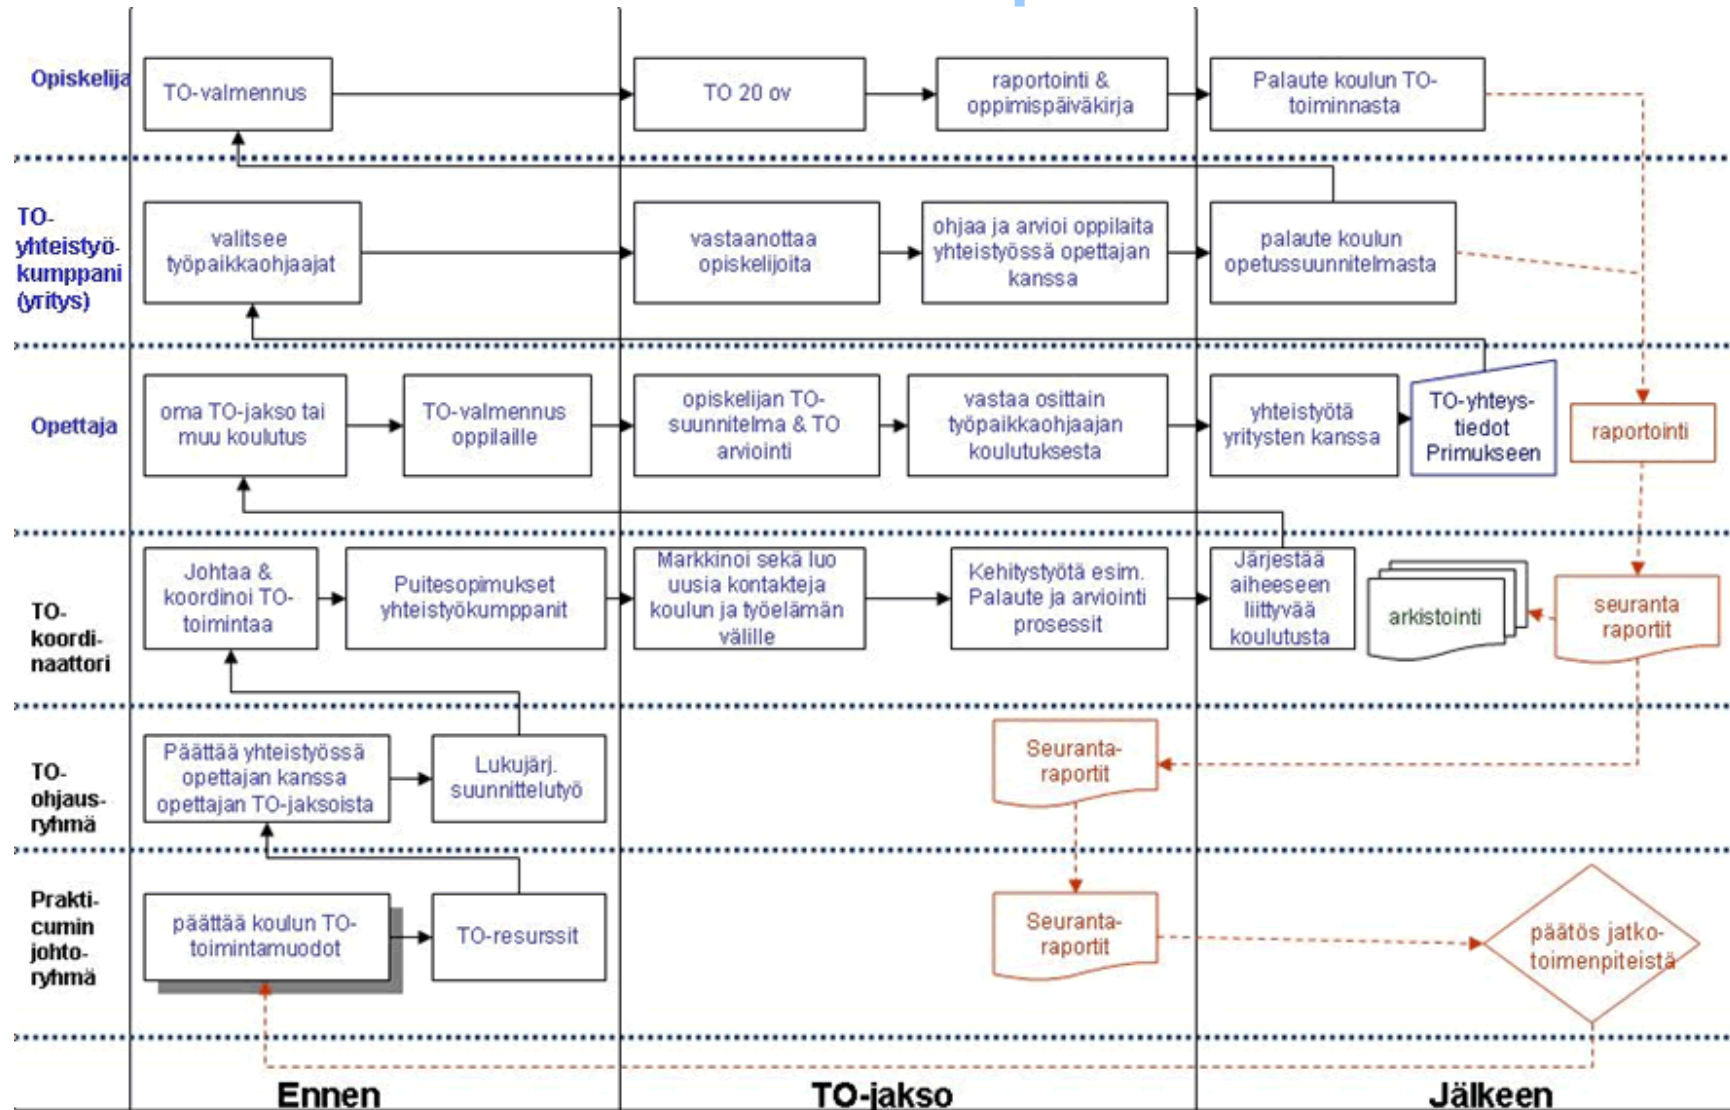 Opiskelija
TO-valmennus
TO 20 ov
raportointi &
oppimispäiväkirja
Palaute koulun TO-
toiminnasta
TO-
yhteistyö-
kumppani
(yritys)
valitsee
työpaikkaohjaajat
vastaanottaa
opiskelijoita
ohjaa ja arvioi oppilaita
yhteistyössä opettajan
kanssa
palaute koulun
opetussuunnitelmasta
Opettaja
oma TO-jakso tai
muu koulutus
TO-valmennus
oppilaille
opiskelijan TO-
suunnitelma & TO
arviointi
vastaa osittain
työpaikkaohjaajan
koulutuksesta
yhteistyötä
yritysten kanssa
TO-yhteys-
tiedot
Primukseen
raportointi
TO-
koordi-
naattori
Johtaa &
koordinoi TO-
toimintaa
Puitesopimukset
yhteistyökumppanit
Markkinoi sekä luo
uusia kontakteja
koulun ja työelämän
välille
Kehitystyötä esim.
Palaute ja arviointi
prosessit
Järjestää
aiheeseen
liittyvää
koulutusta
arkistointi
seuranta
raportit
TO-
ohjaus-
ryhmä
Päättää yhteistyössä
opettajan kanssa
opettajan TO-jaksoista
Lukujärj.
suunnittelutyö
Seuranta-
raportit
Prakti-
cumin
johto-
ryhmä
päättää koulun TO-
toimintamuodot
TO-resurssit
Seuranta-
raportit
päätös jatko-
toimenpiteistä
Ennen
TO-jakso
Jälkeen